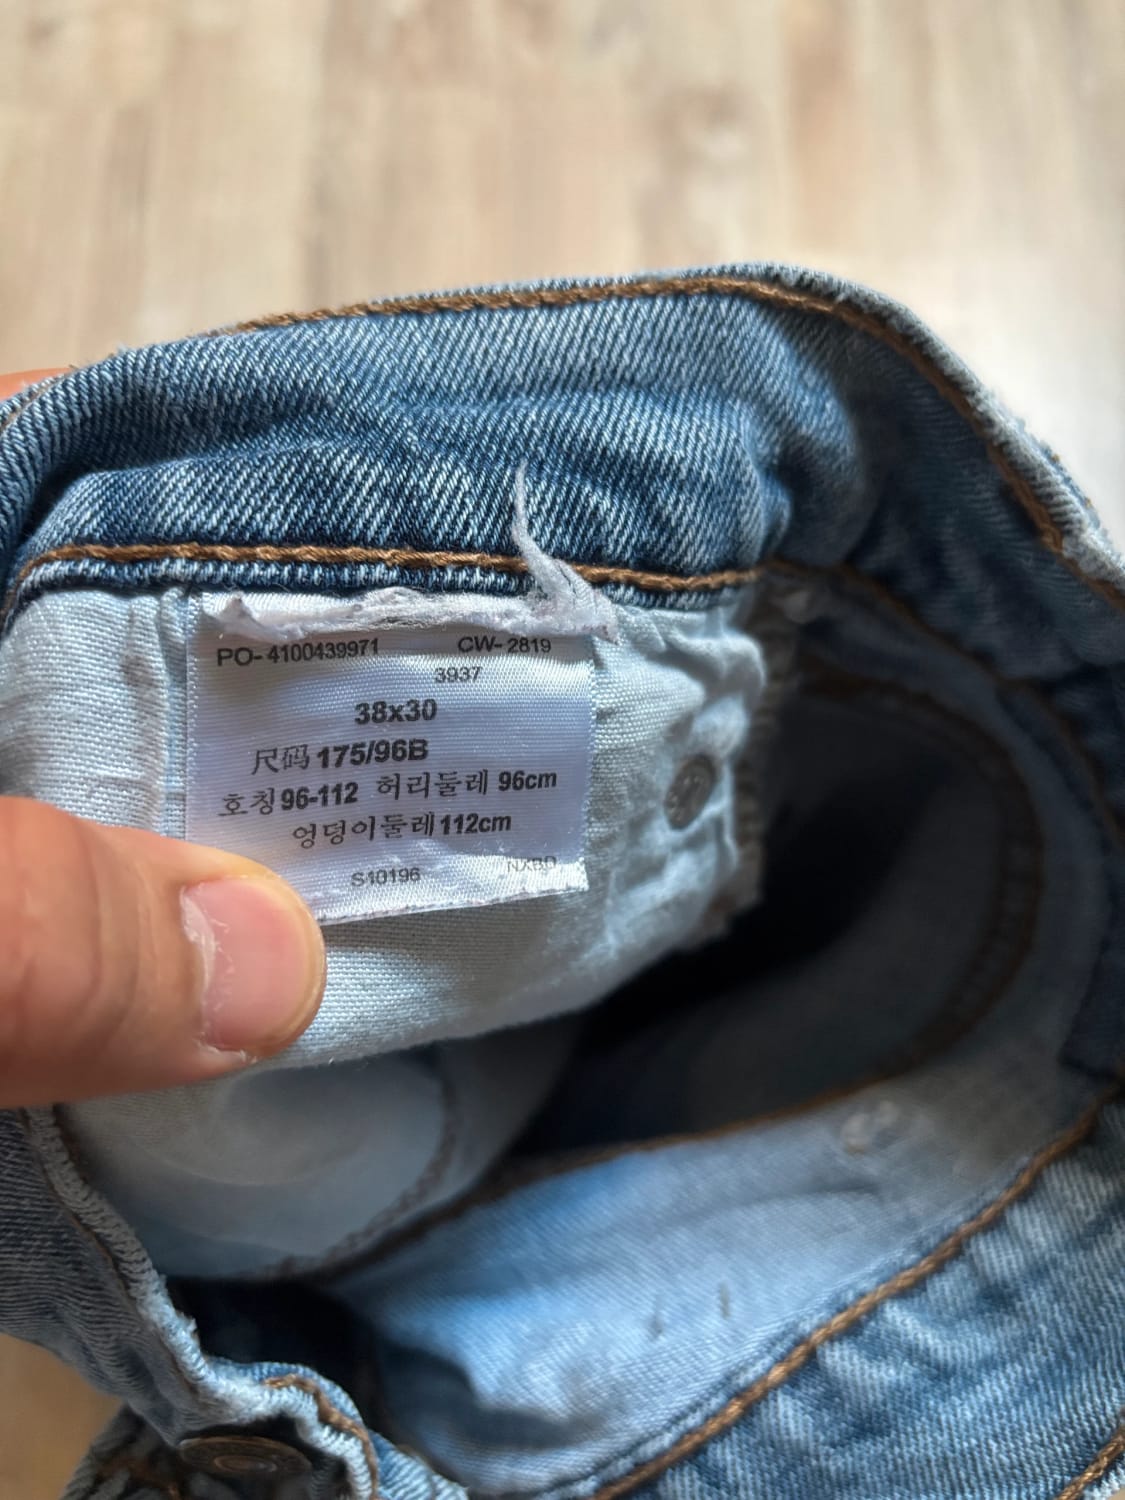 PO- 4100439971 CW- 2819
3937
38x30
尺码 175/96B
호칭 96-112 허리둘레 96cm
엉덩이둘레 112cm
S10196